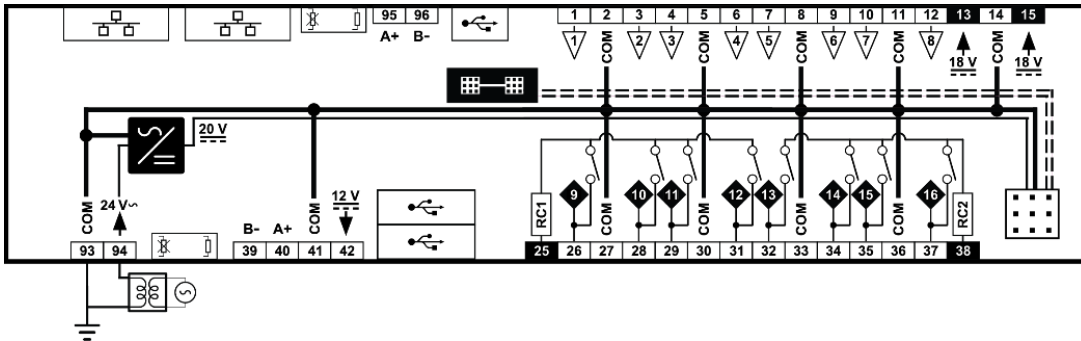 95 96 1 2 3 4 5 6 7 8 9 10 11 12 13 14 15
A+ B- 1 COM 2 3 COM 4 5 COM 6 7 COM 8 18 V COM 18 V
20 V
24 V~ 12 V
COM B- A+ COM RC1 9 COM 10 11 COM 12 13 COM 14 15 COM 16 RC2
93 94 39 40 41 42 25 26 27 28 29 30 31 32 33 34 35 36 37 38